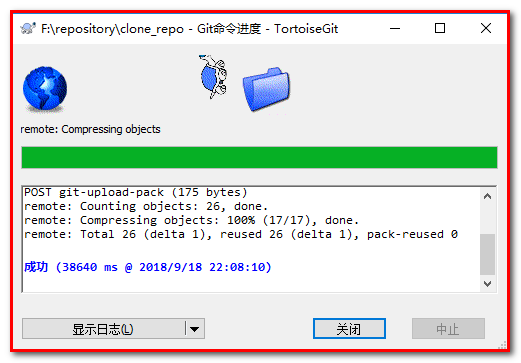 F:\repository\clone_repo - Git命令进度 - TortoiseGit
remote: Compressing objects
POST git-upload-pack (175 bytes)
remote: Counting objects: 26, done.
remote: Compressing objects: 100% (17/17), done.
remote: Total 26 (delta 1), reused 26 (delta 1), pack-reused 0
成功 (38640 ms @ 2018/9/18 22:08:10)
显示日志(L)
关闭
中止